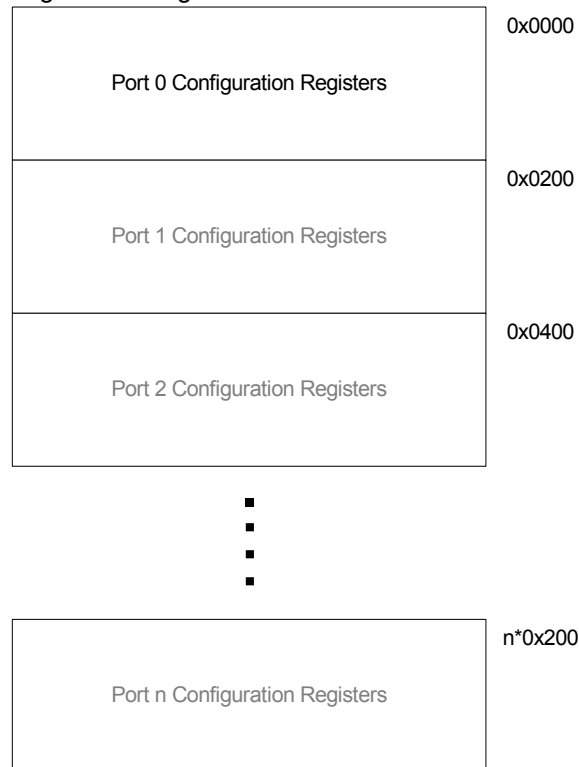 0x0000
Port 0 Configuration Registers
0x0200
Port 1 Configuration Registers
0x0400
Port 2 Configuration Registers
n*0x200
Port n Configuration Registers